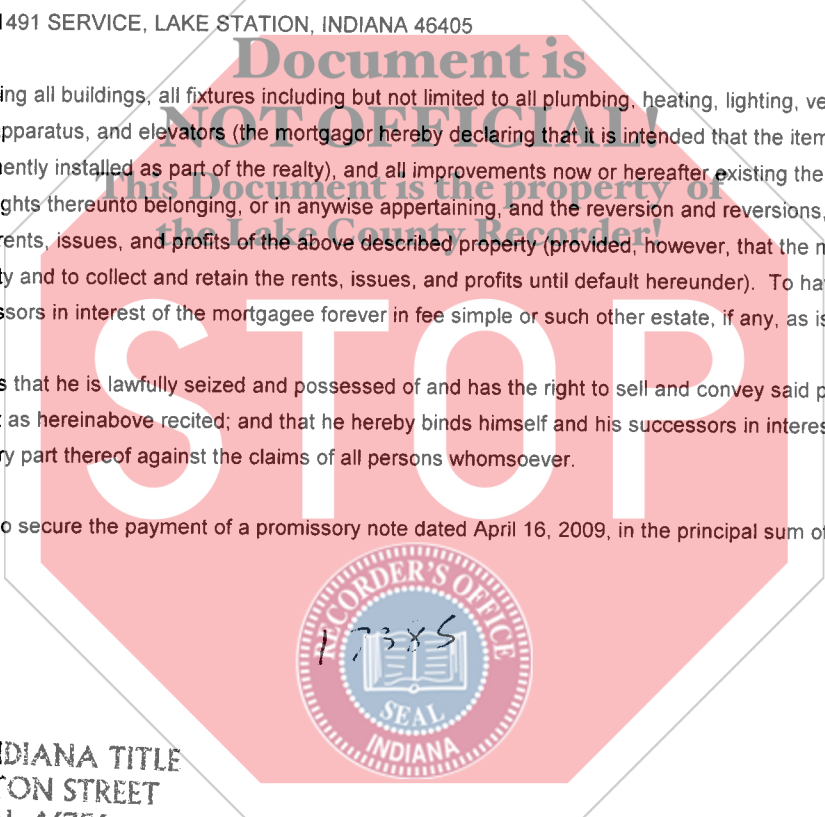 1491 SERVICE, LAKE STATION, INDIANA 46405
Document is
ing all buildings, all fixtures including but not limited to all plumbing, heating, lighting, ve
NOT OFFICIAL!
pparatus, and elevators (the mortgagor hereby declaring that it is intended that the item
ently installed as part of the realty), and all improvements now or hereafter existing the
This Document is the property of
ghts thereunto belonging, or in anywise appertaining, and the reversion and reversions,
the Lake County Recorder!
rents, issues, and profits of the above described property (provided, however, that the m
ty and to collect and retain the rents, issues, and profits until default hereunder). To hav
ssors in interest of the mortgagee forever in fee simple or such other estate, if any, as is
STOP
s that he is lawfully seized and possessed of and has the right to sell and convey said p
t as hereinabove recited; and that he hereby binds himself and his successors in interes
ry part thereof against the claims of all persons whomsoever.
o secure the payment of a promissory note dated April 16, 2009, in the principal sum of
RECORDER'S OFFICE
17385
SEAL
INDIANA
DIANA TITLE
TON STREET